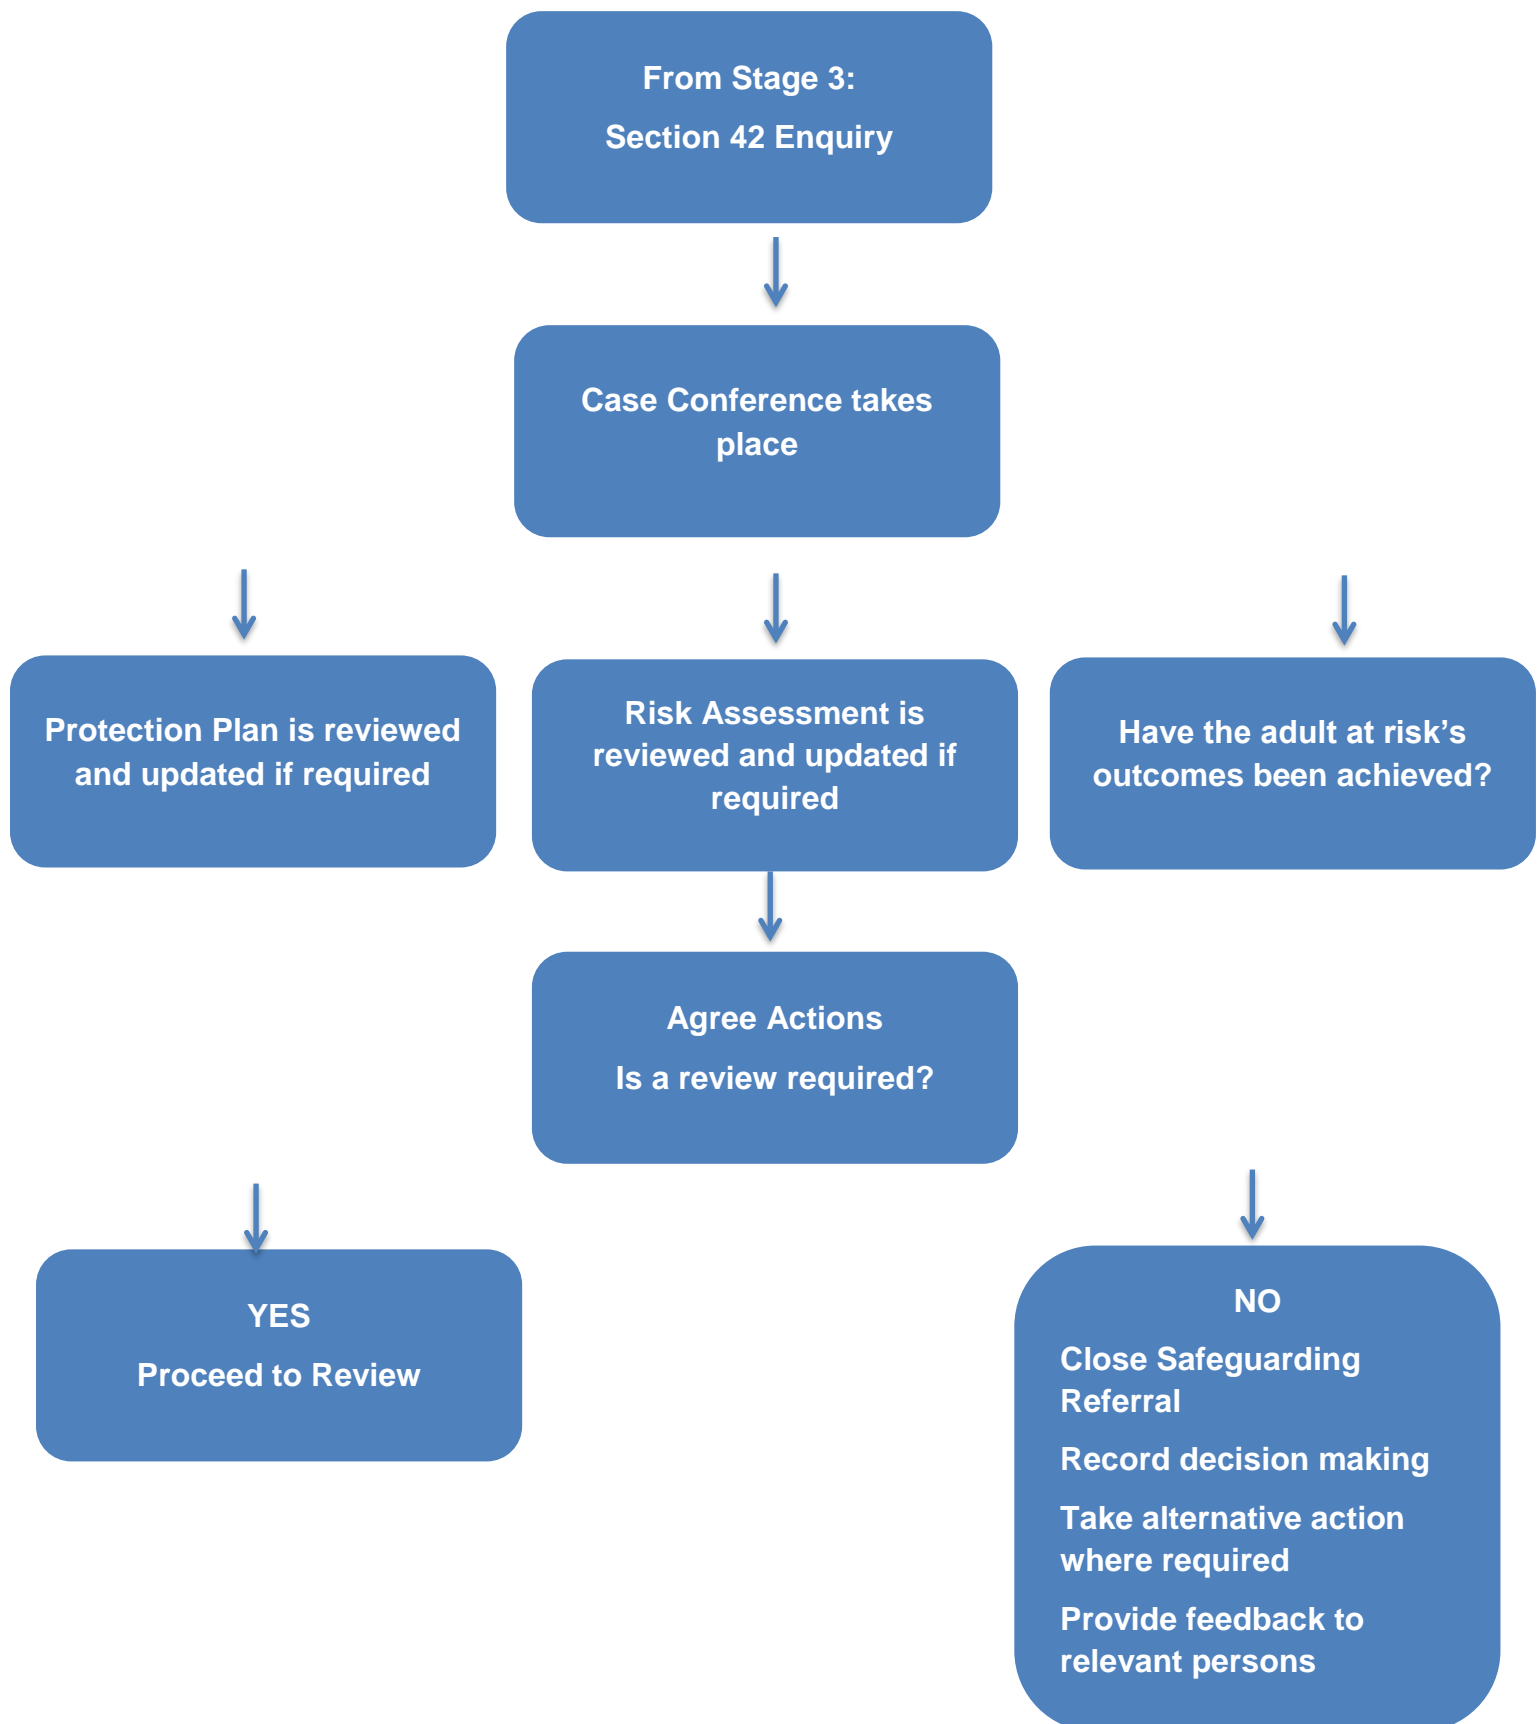 From Stage 3:
Section 42 Enquiry
Case Conference takes
place
Protection Plan is reviewed
and updated if required
Risk Assessment is
reviewed and updated if
required
Have the adult at risk’s
outcomes been achieved?
Agree Actions
Is a review required?
YES
Proceed to Review
NO
Close Safeguarding
Referral
Record decision making
Take alternative action
where required
Provide feedback to
relevant persons